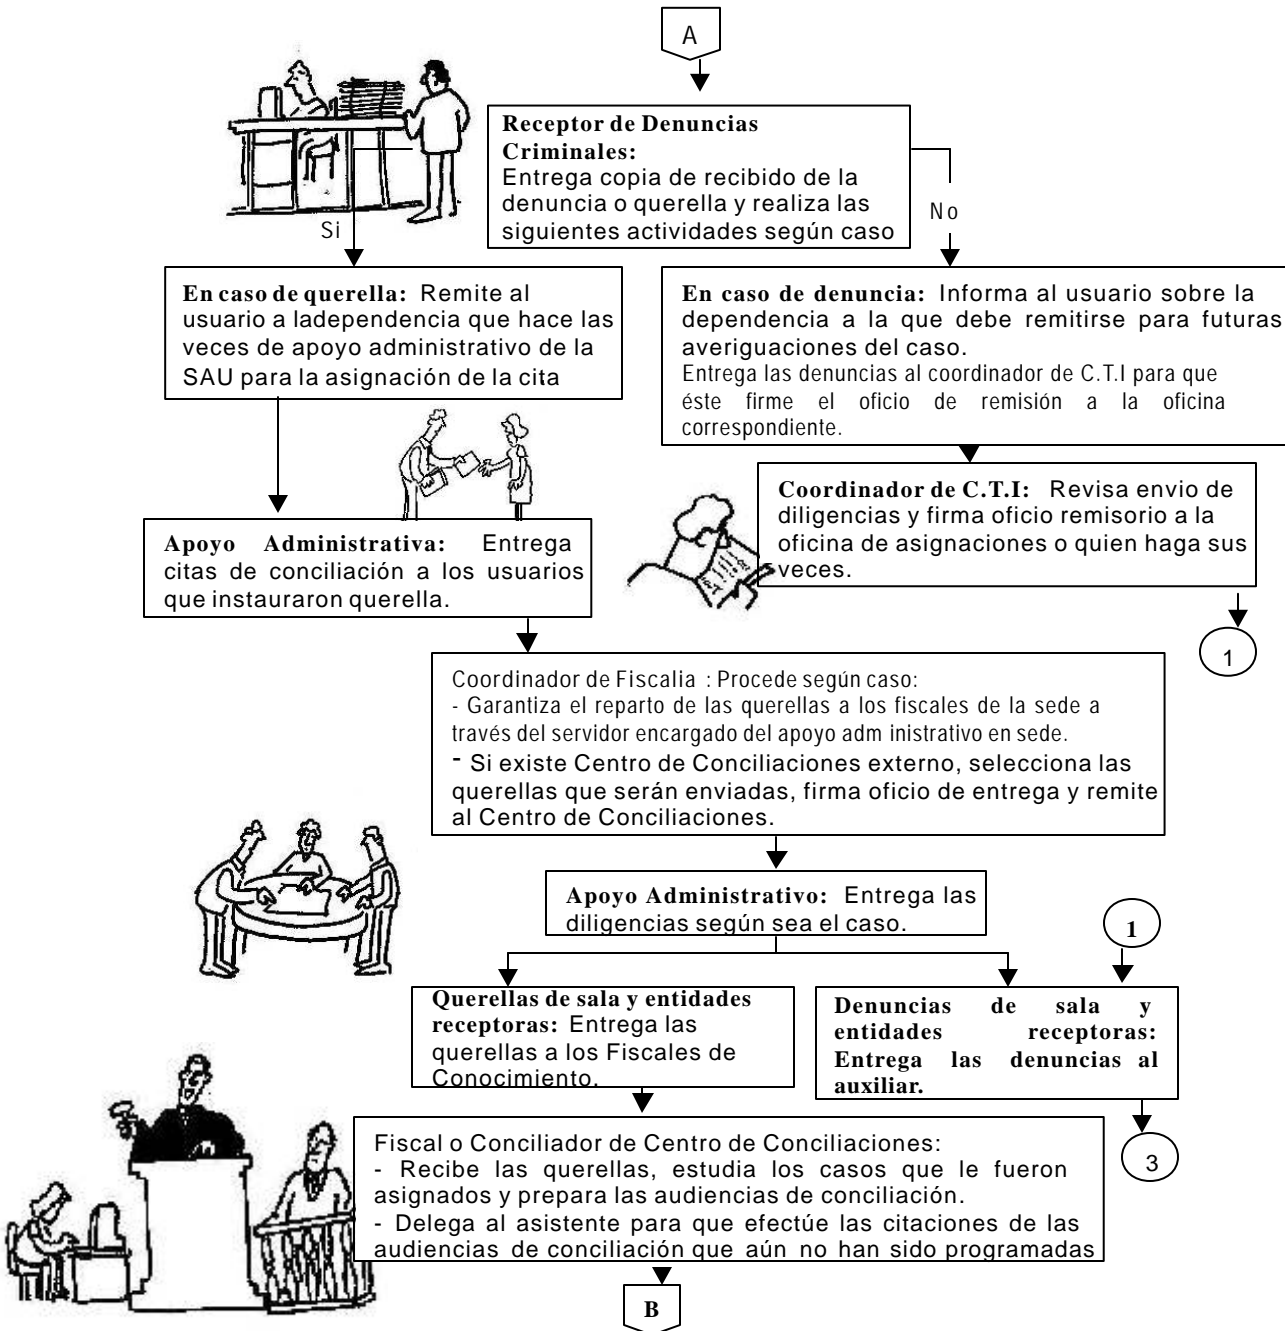 A
Receptor de Denuncias
Criminales:
Entrega copia de recibido de la
denuncia o querella y realiza las
siguientes actividades según caso
Si
No
En caso de querella: Remite al
usuario a ladependencia que hace las
veces de apoyo administrativo de la
SAU para la asignación de la cita
En caso de denuncia: Informa al usuario sobre la
dependencia a la que debe remitirse para futuras
averiguaciones del caso.
Entrega las denuncias al coordinador de C.T.I para que
éste firme el oficio de remisión a la oficina
correspondiente.
Coordinador de C.T.I: Revisa envio de
diligencias y firma oficio remisorio a la
oficina de asignaciones o quien haga sus
veces.
Apoyo Administrativa: Entrega
citas de conciliación a los usuarios
que instauraron querella.
1
Coordinador de Fiscalia : Procede según caso:
- Garantiza el reparto de las querellas a los fiscales de la sede a
través del servidor encargado del apoyo adm inistrativo en sede.
- Si existe Centro de Conciliaciones externo, selecciona las
querellas que serán enviadas, firma oficio de entrega y remite
al Centro de Conciliaciones.
Apoyo Administrativo: Entrega las
diligencias según sea el caso.
1
Querellas de sala y entidades
receptoras: Entrega las
querellas a los Fiscales de
Conocimiento.
Denuncias de sala y
entidades receptoras:
Entrega las denuncias al
auxiliar.
3
Fiscal o Conciliador de Centro de Conciliaciones:
- Recibe las querellas, estudia los casos que le fueron
asignados y prepara las audiencias de conciliación.
- Delega al asistente para que efectúe las citaciones de las
audiencias de conciliación que aún no han sido programadas
B